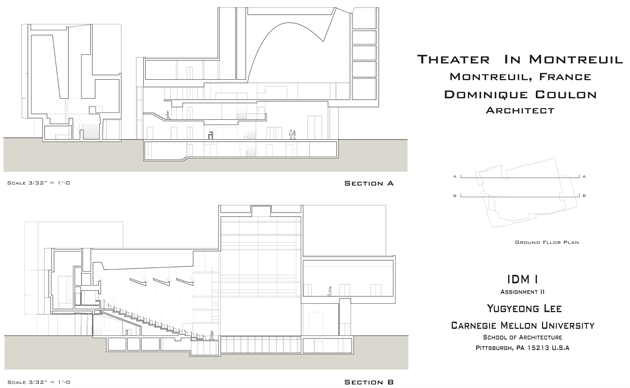 Theater In Montreuil
Montreuil, France
Dominique Coulon
Architect
Scale 3/32" = 1'-0
Section A
A A
B B
Ground Fllor Plan
IDM I
Assignment II
Yugyeong Lee
Carnegie Mellon University
School of Architecture
Pittsburgh, PA 15213 U.S.A
Scale 3/32" = 1'-0
Section B